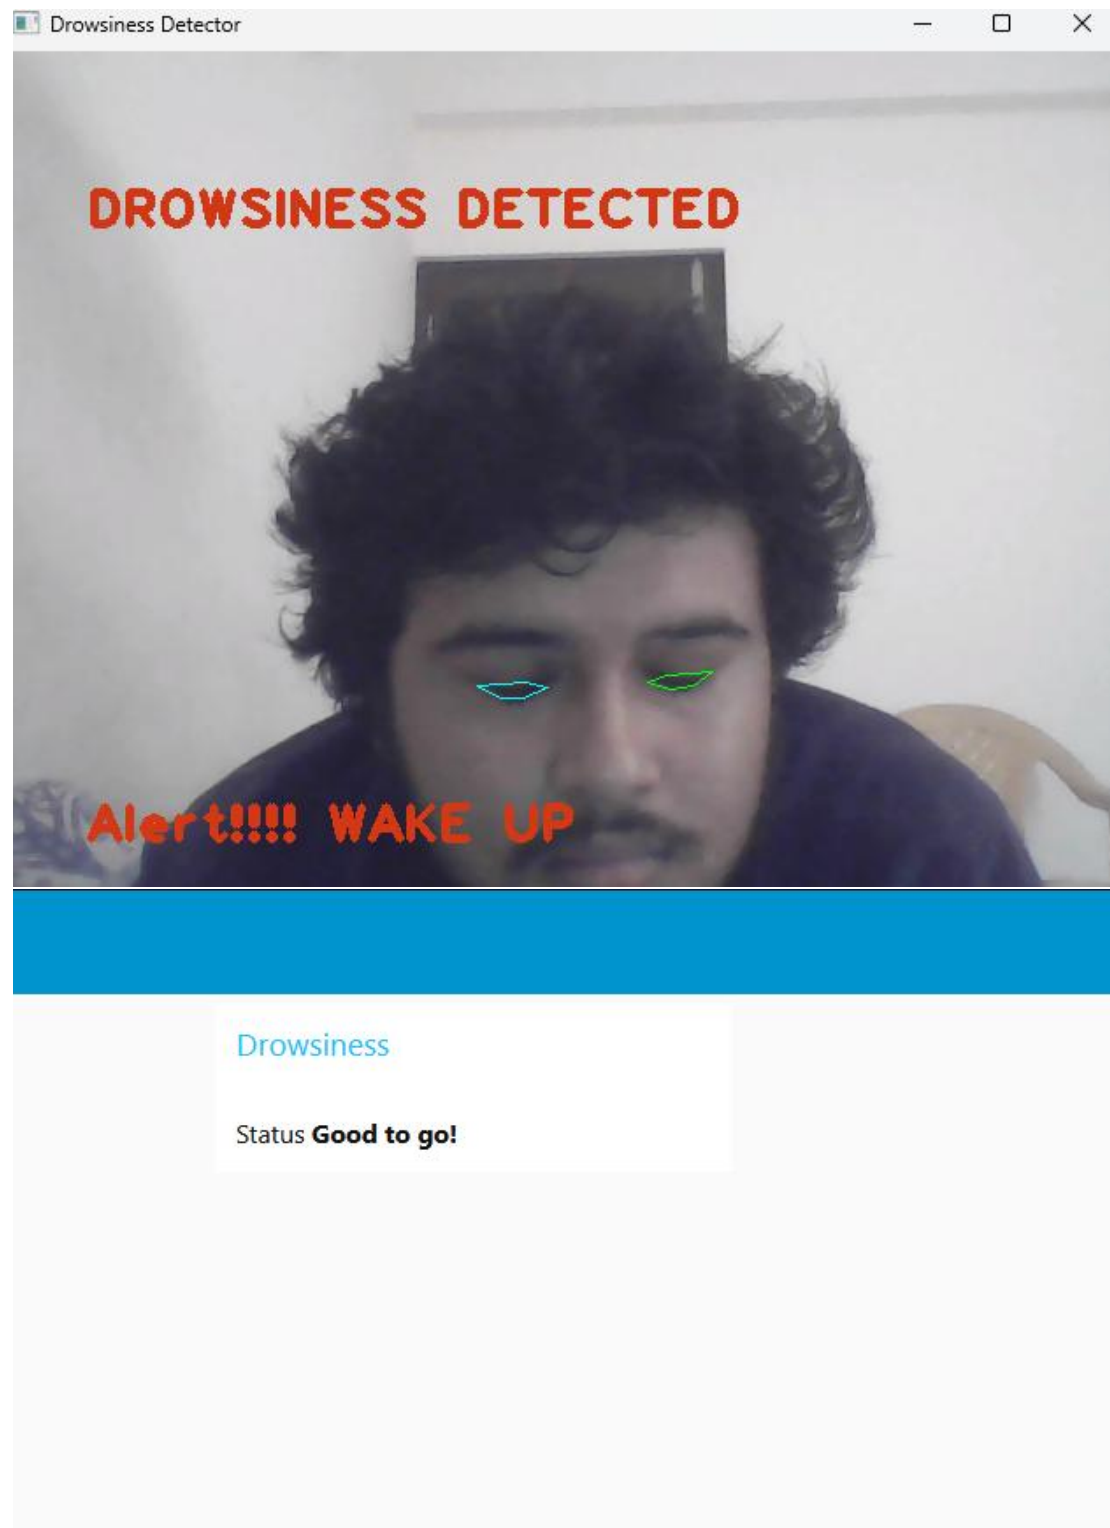 Drowsiness Detector
DROWSINESS DETECTED
Alert!!!! WAKE UP
Drowsiness
Status Good to go!